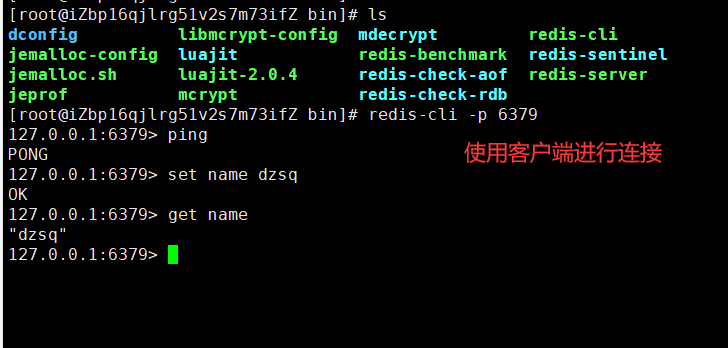 [root@iZbp16qjlrg51v2s7m73ifZ bin]# ls
dconfig libmcrypt-config mdecrypt redis-cli
jemalloc-config luajit redis-benchmark redis-sentinel
jemalloc.sh luajit-2.0.4 redis-check-aof redis-server
jeprof mcrypt redis-check-rdb
[root@iZbp16qjlrg51v2s7m73ifZ bin]# redis-cli -p 6379
127.0.0.1:6379> ping
PONG
使用客户端进行连接
127.0.0.1:6379> set name dzsq
OK
127.0.0.1:6379> get name
"dzsq"
127.0.0.1:6379>